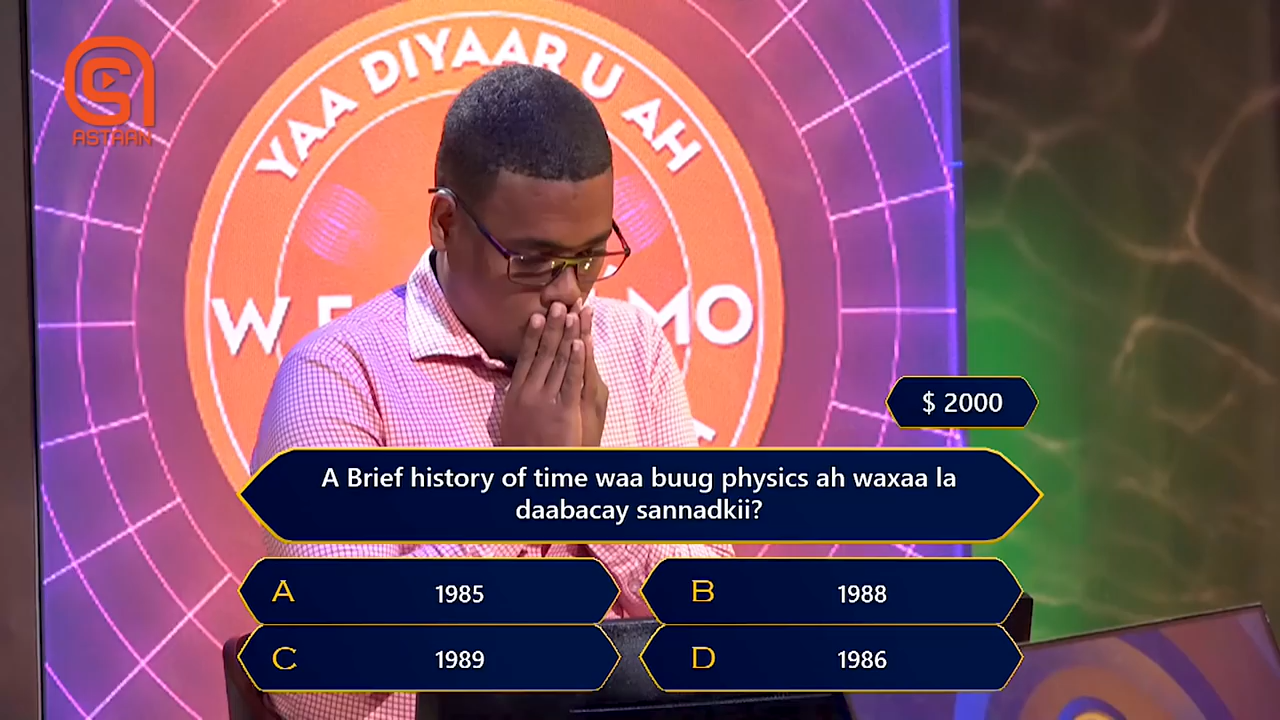 ASTAAN
YAA DIYAAR U AH
$ 2000
A Brief history of time waa buug physics ah waxaa la
daabacay sannadkii?
A 1985
B 1988
C 1989
D 1986